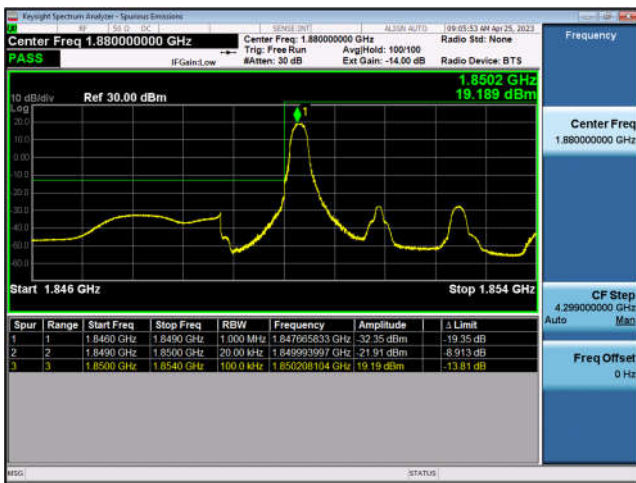 Keysight Spectrum Analyzer - Spurious Emissions
RF 50 Ω DC SENSE:INT ALIGN AUTO 09:05:53 AM Apr 25, 2023
Center Freq 1.880000000 GHz Center Freq: 1.880000000 GHz Radio Std: None Frequency
PASS IFGain:Low Trig: Free Run Avg|Hold: 100/100
#Atten: 30 dB Ext Gain: -14.00 dB Radio Device: BTS
1.8502 GHz
10 dB/div Ref 30.00 dBm 19.189 dBm
Log
20.0
10.0
0.00
-10.0
-20.0
-30.0
-40.0
-50.0
-60.0
1
Start 1.846 GHz Stop 1.854 GHz
Center Freq
1.880000000 GHz
CF Step
4.299000000 GHz
Auto Man
Freq Offset
0 Hz
Spur Range Start Freq Stop Freq RBW Frequency Amplitude Δ Limit
1 1 1.8460 GHz 1.8490 GHz 1.000 MHz 1.847665833 GHz -32.35 dBm -19.35 dB
2 2 1.8490 GHz 1.8500 GHz 20.00 kHz 1.849993997 GHz -21.91 dBm -8.913 dB
3 3 1.8500 GHz 1.8540 GHz 100.0 kHz 1.850208104 GHz 19.19 dBm -13.81 dB
MSG STATUS